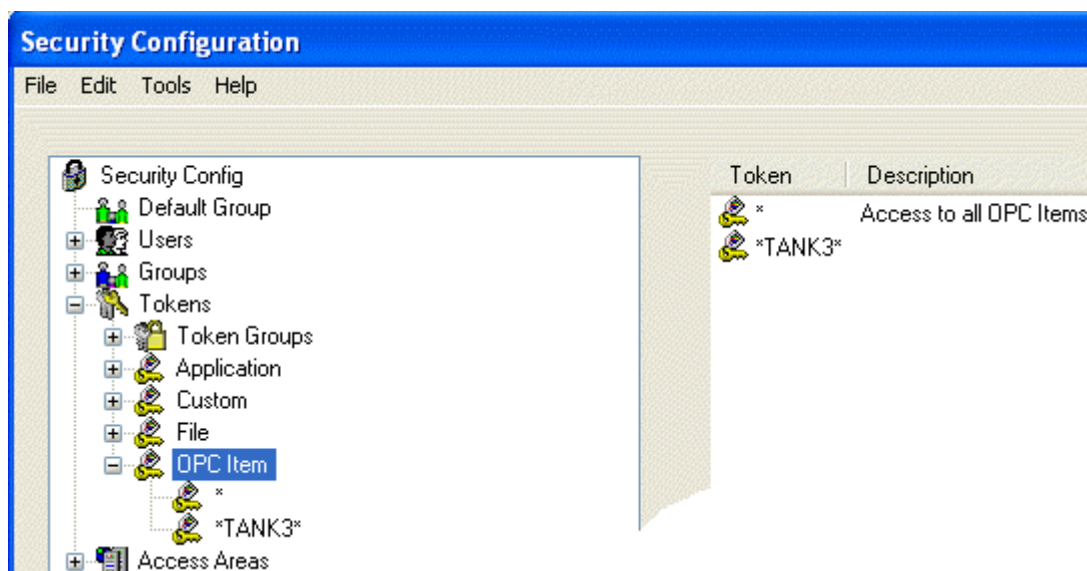 Security Configuration
File Edit Tools Help
Security Config
Default Group
Users
Groups
Tokens
Token Groups
Application
Custom
File
OPC Item
*
*TANK3*
Access Areas
Token Description
* Access to all OPC Items
*TANK3*